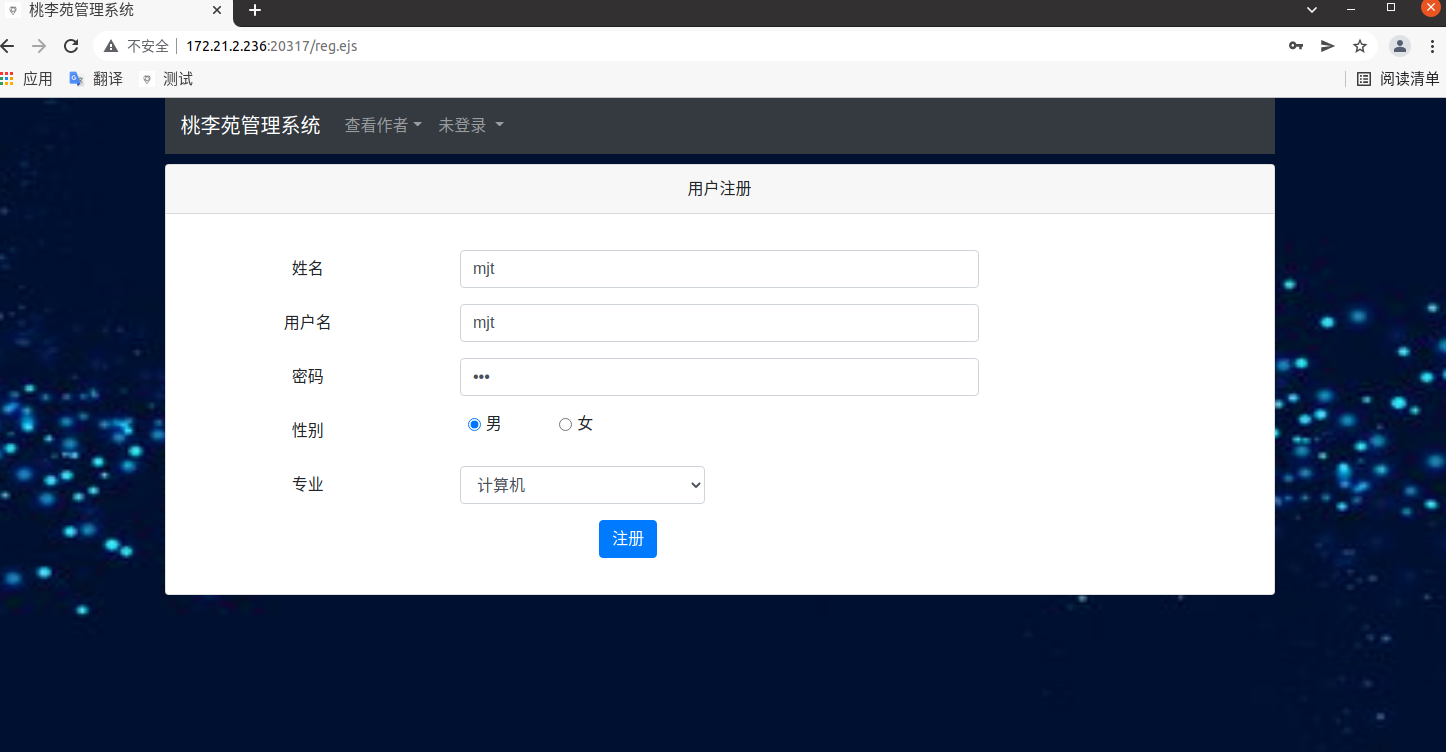 桃李苑管理系统
不安全 172.21.2.236:20317/reg.ejs
应用 翻译 测试 阅读清单
桃李苑管理系统 查看作者 未登录
用户注册
姓名 mjt
用户名 mjt
密码 •••
性别 男 女
专业 计算机
注册